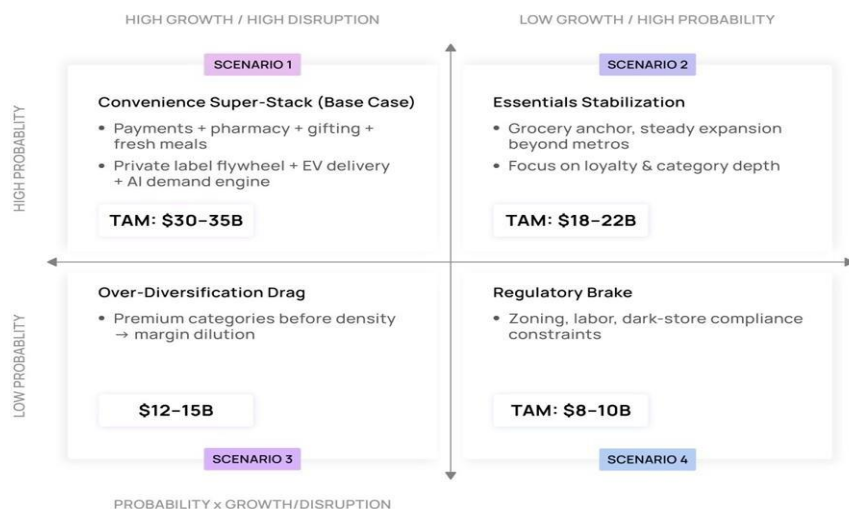 HIGH GROWTH / HIGH DISRUPTION
LOW GROWTH / HIGH PROBABILITY
HIGH PROBABLITY
SCENARIO 1
Convenience Super-Stack (Base Case)
• Payments + pharmacy + gifting +
fresh meals
• Private label flywheel + EV delivery
+ AI demand engine
TAM: $30–35B
SCENARIO 2
Essentials Stabilization
• Grocery anchor, steady expansion
beyond metros
• Focus on loyalty & category depth
TAM: $18–22B
LOW PROBABLITY
Over-Diversification Drag
• Premium categories before density
→ margin dilution
$12–15B
SCENARIO 3
Regulatory Brake
• Zoning, labor, dark-store compliance
constraints
TAM: $8–10B
SCENARIO 4
PROBABILITY x GROWTH/DISRUPTION